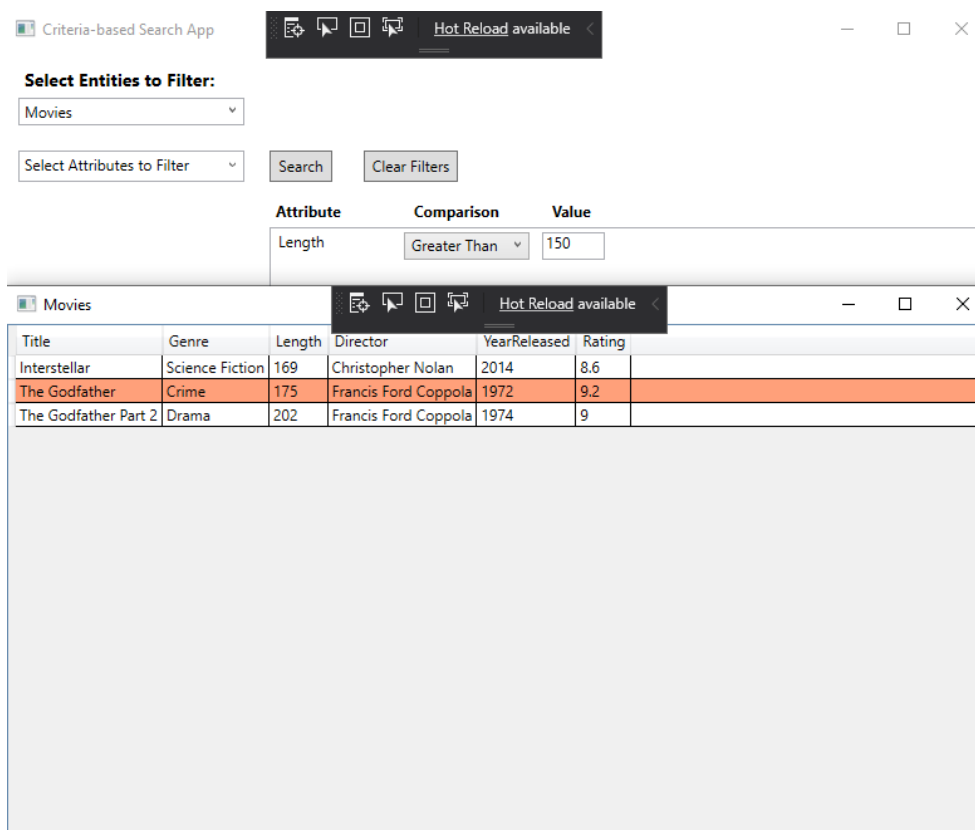 Criteria-based Search App
Hot Reload available
Select Entities to Filter:
Movies
Select Attributes to Filter
Search
Clear Filters
Attribute Comparison Value
Length Greater Than 150
Movies
Hot Reload available
Title Genre Length Director YearReleased Rating
Interstellar Science Fiction 169 Christopher Nolan 2014 8.6
The Godfather Crime 175 Francis Ford Coppola 1972 9.2
The Godfather Part 2 Drama 202 Francis Ford Coppola 1974 9